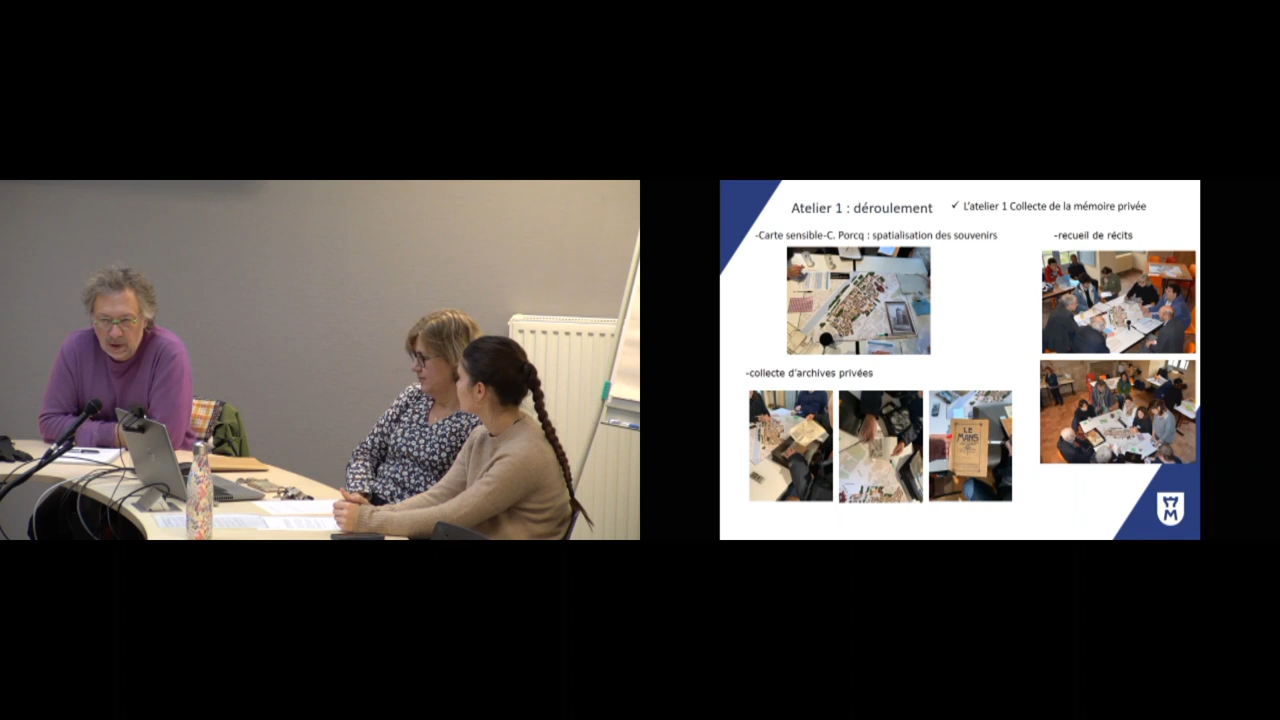 Atelier 1 : déroulement
✓ L'atelier 1 Collecte de la mémoire privée
-Carte sensible-C. Porcq : spatialisation des souvenirs
-recueil de récits
-collecte d'archives privées
LE
MANS
M